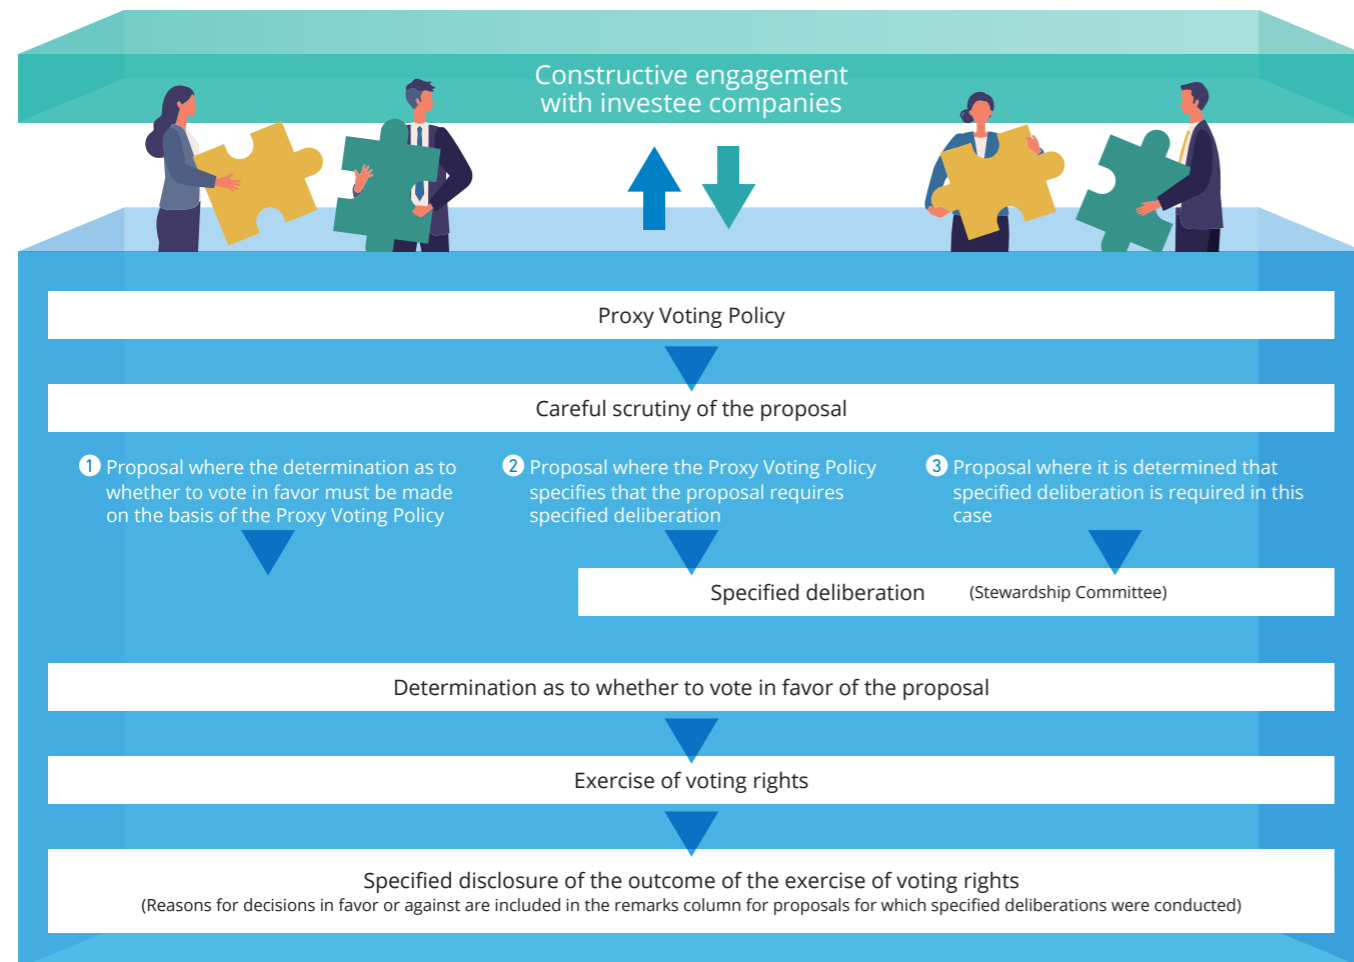 Constructive engagement
with investee companies
Proxy Voting Policy
Careful scrutiny of the proposal
1 Proposal where the determination as to
whether to vote in favor must be made
on the basis of the Proxy Voting Policy
2 Proposal where the Proxy Voting Policy
specifies that the proposal requires
specified deliberation
3 Proposal where it is determined that
specified deliberation is required in this
case
Specified deliberation (Stewardship Committee)
Determination as to whether to vote in favor of the proposal
Exercise of voting rights
Specified disclosure of the outcome of the exercise of voting rights
(Reasons for decisions in favor or against are included in the remarks column for proposals for which specified deliberations were conducted)